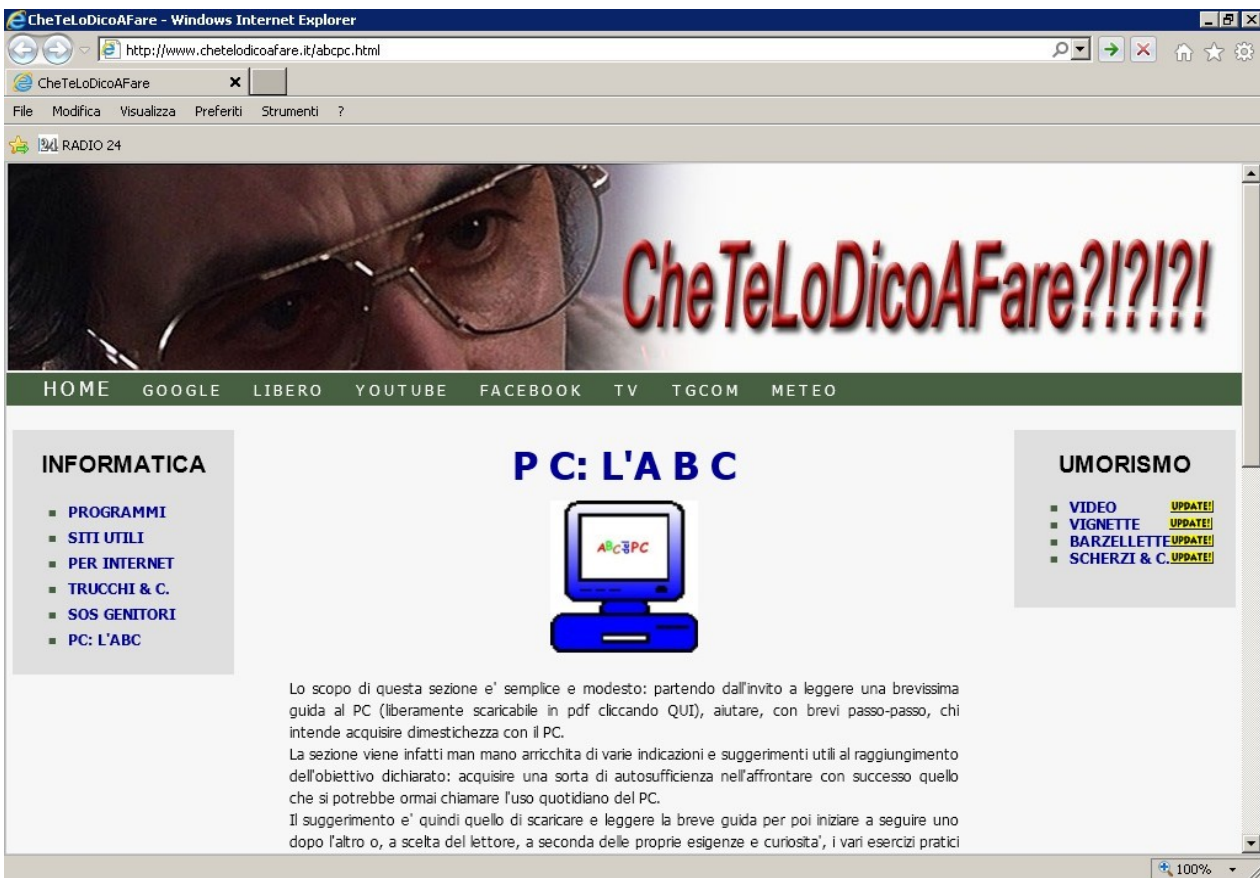 CheTeLoDicoAFare - Windows Internet Explorer
http://www.chetelodicoafare.it/abcpc.html
CheTeLoDicoAFare
File Modifica Visualizza Preferiti Strumenti ?
RADIO 24
CheTeLoDicoAFare?!?!?!
HOME GOOGLE LIBERO YOUTUBE FACEBOOK TV TGCOM METEO
INFORMATICA
PROGRAMMI
SITI UTILI
PER INTERNET
TRUCCHI & C.
SOS GENITORI
PC: L'ABC
P C: L'A B C
Lo scopo di questa sezione e' semplice e modesto: partendo dall'invito a leggere una brevissima
guida al PC (liberamente scaricabile in pdf cliccando QUI), aiutare, con brevi passo-passo, chi
intende acquisire dimestichezza con il PC.
La sezione viene infatti man mano arricchita di varie indicazioni e suggerimenti utili al raggiungimento
dell'obiettivo dichiarato: acquisire una sorta di autosufficienza nell'affrontare con successo quello
che si potrebbe ormai chiamare l'uso quotidiano del PC.
Il suggerimento e' quindi quello di scaricare e leggere la breve guida per poi iniziare a seguire uno
dopo l'altro o, a scelta del lettore, a seconda delle proprie esigenze e curiosita', i vari esercizi pratici
UMORISMO
VIDEO UPDATE!
VIGNETTE UPDATE!
BARZELLETTE UPDATE!
SCHERZI & C. UPDATE!
100%